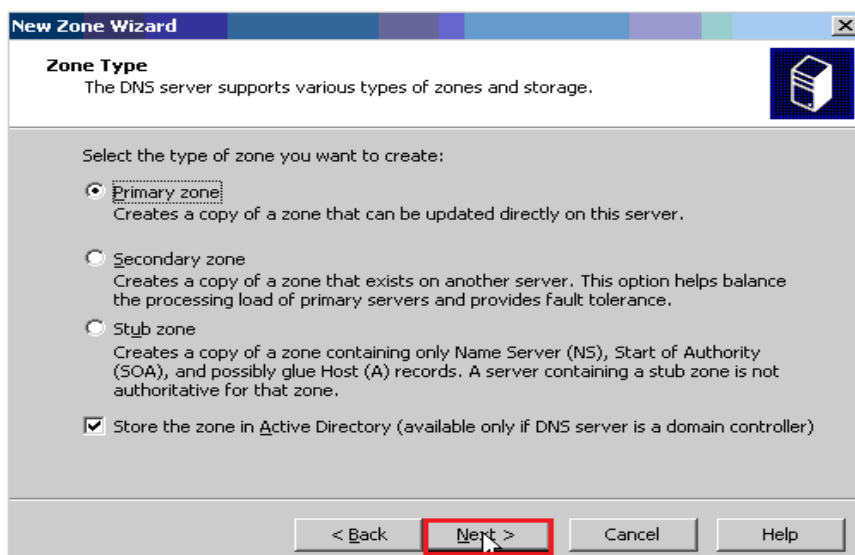 New Zone Wizard
Zone Type
The DNS server supports various types of zones and storage.
Select the type of zone you want to create:
Primary zone
Creates a copy of a zone that can be updated directly on this server.
Secondary zone
Creates a copy of a zone that exists on another server. This option helps balance
the processing load of primary servers and provides fault tolerance.
Stub zone
Creates a copy of a zone containing only Name Server (NS), Start of Authority
(SOA), and possibly glue Host (A) records. A server containing a stub zone is not
authoritative for that zone.
Store the zone in Active Directory (available only if DNS server is a domain controller)
< Back Next > Cancel Help